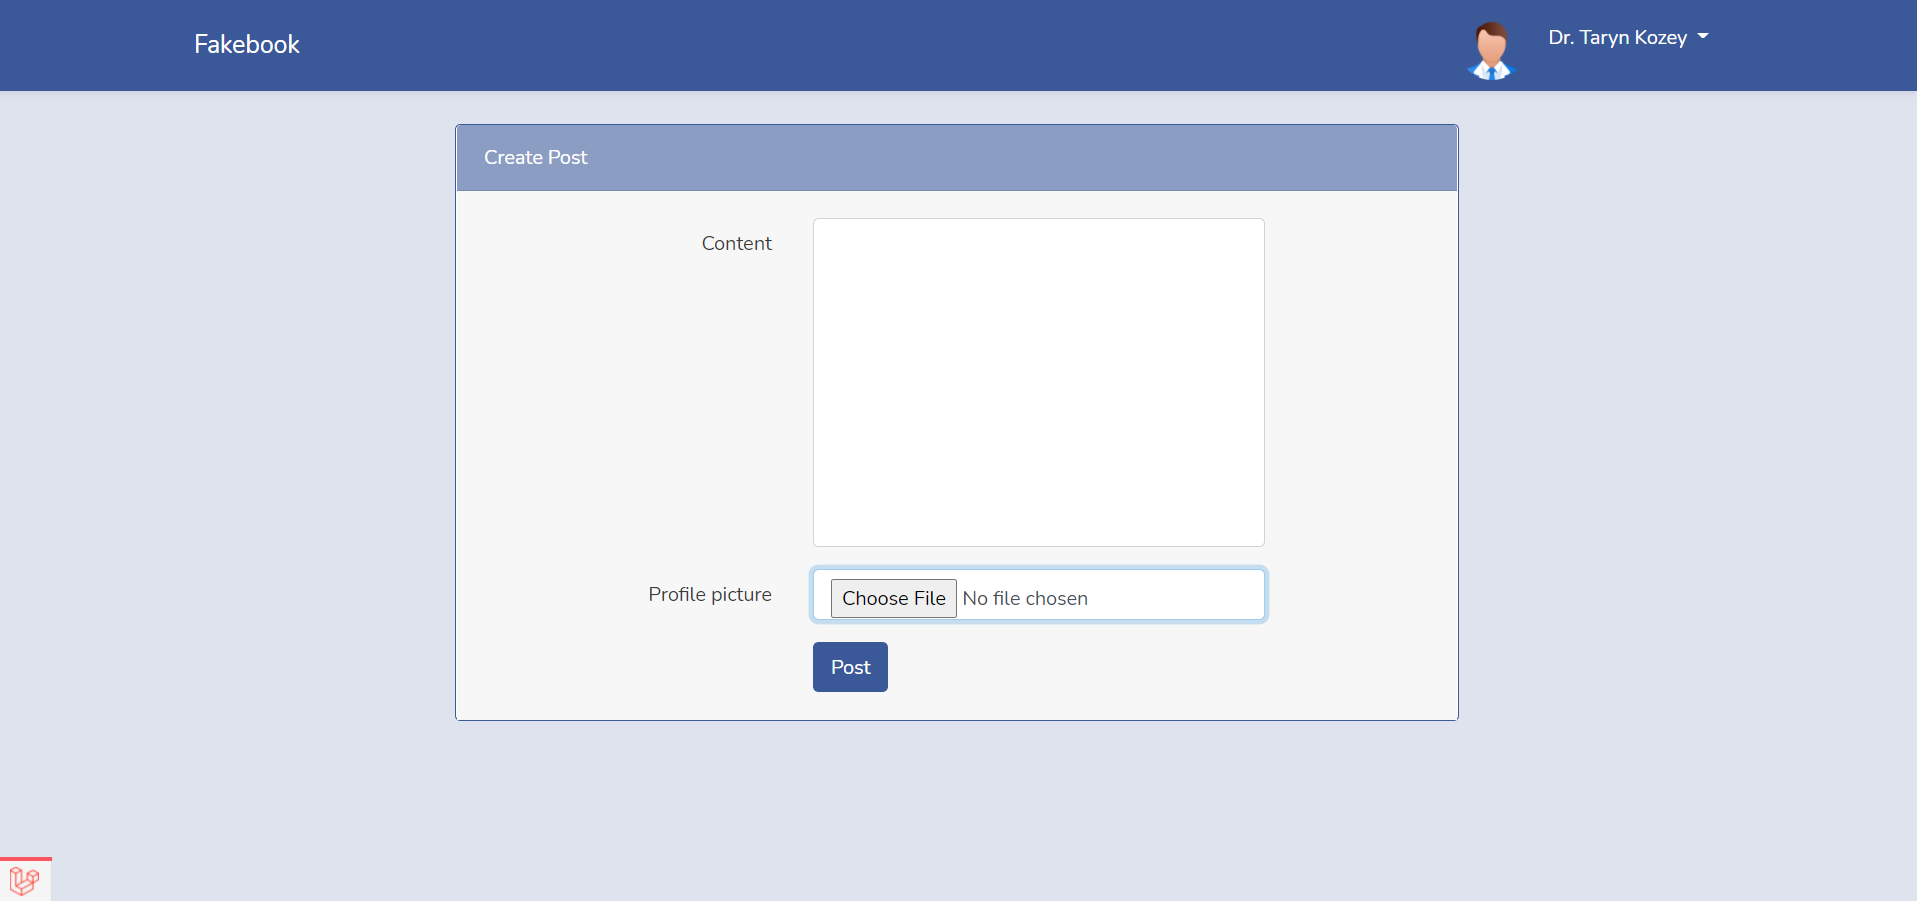 Fakebook
Dr. Taryn Kozey
Create Post
Content
Profile picture
Choose File No file chosen
Post